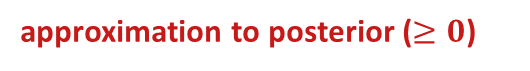 approximation to posterior (≥ 0)